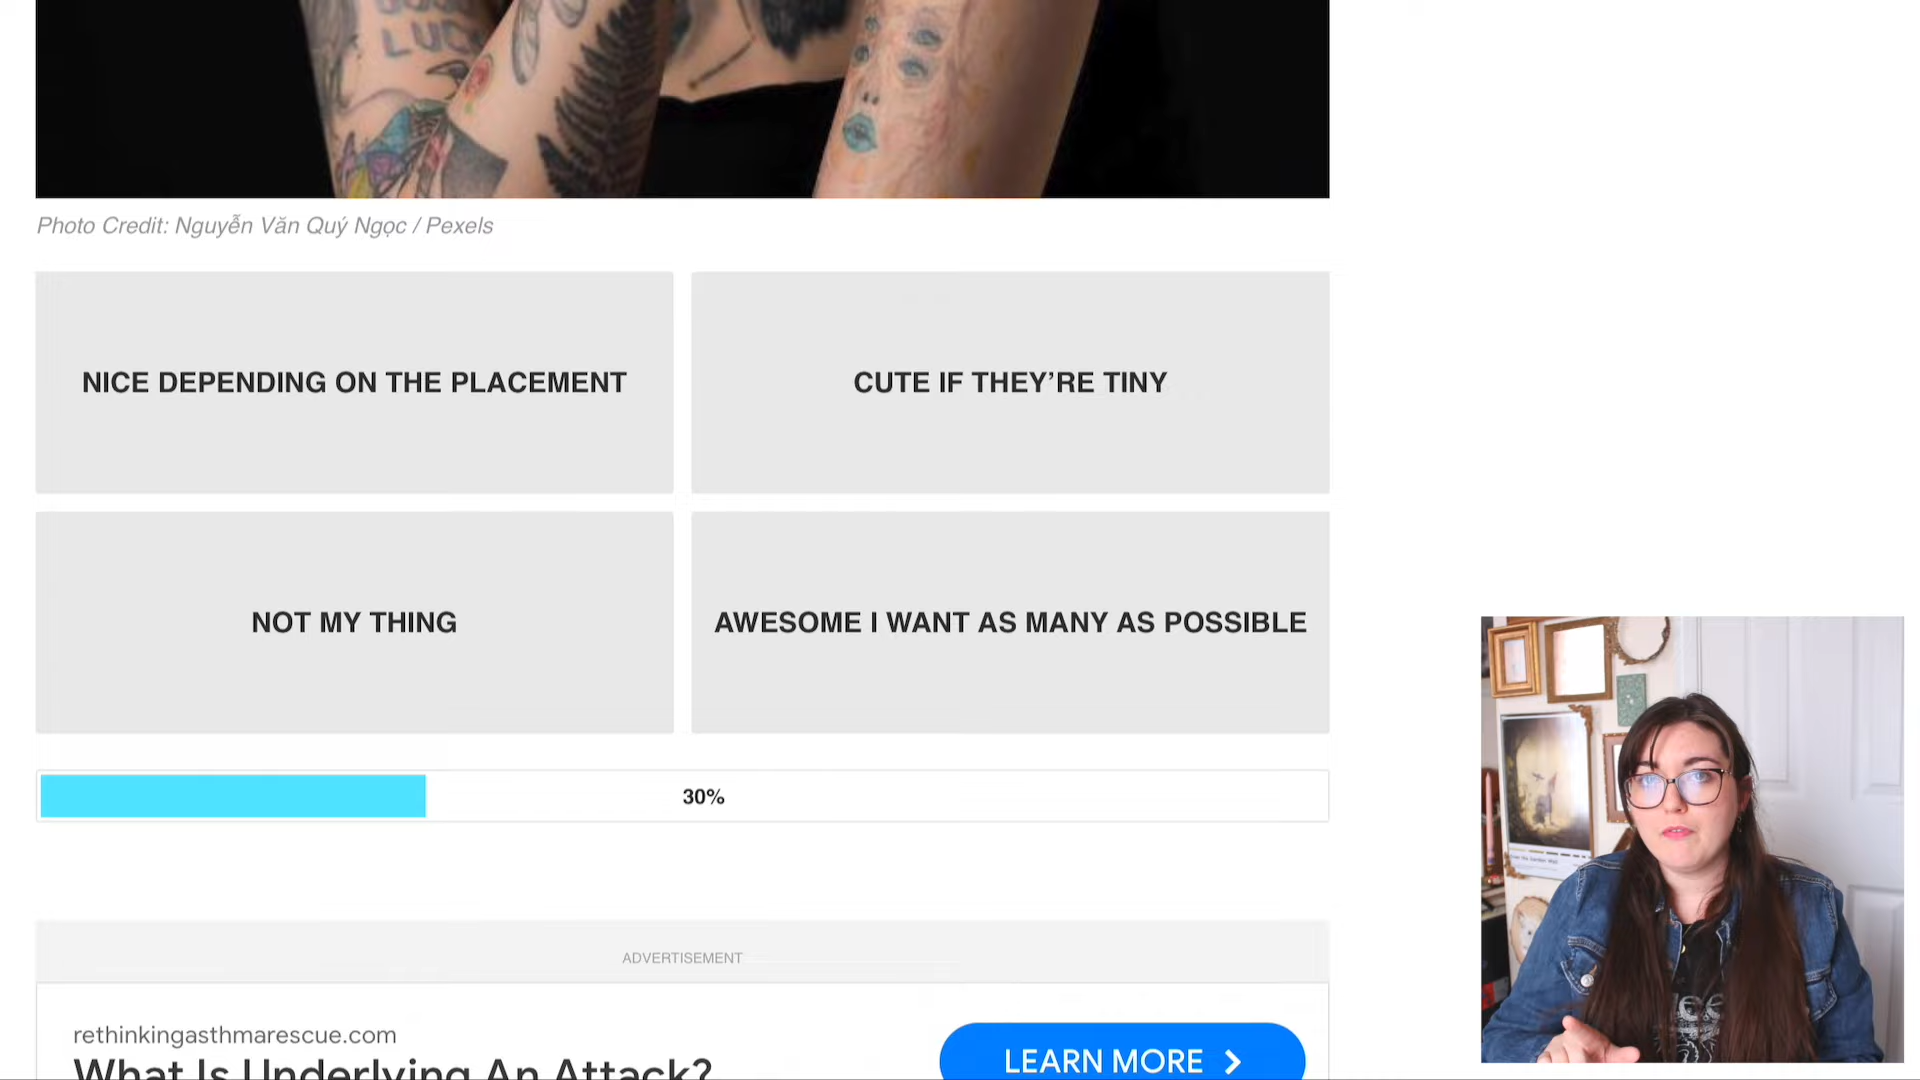 LUC
Photo Credit: Nguyễn Văn Quý Ngọc / Pexels
NICE DEPENDING ON THE PLACEMENT
CUTE IF THEY’RE TINY
NOT MY THING
AWESOME I WANT AS MANY AS POSSIBLE
30%
ADVERTISEMENT
rethinkingasthmarescue.com
What Is Underlying An Attack?
LEARN MORE